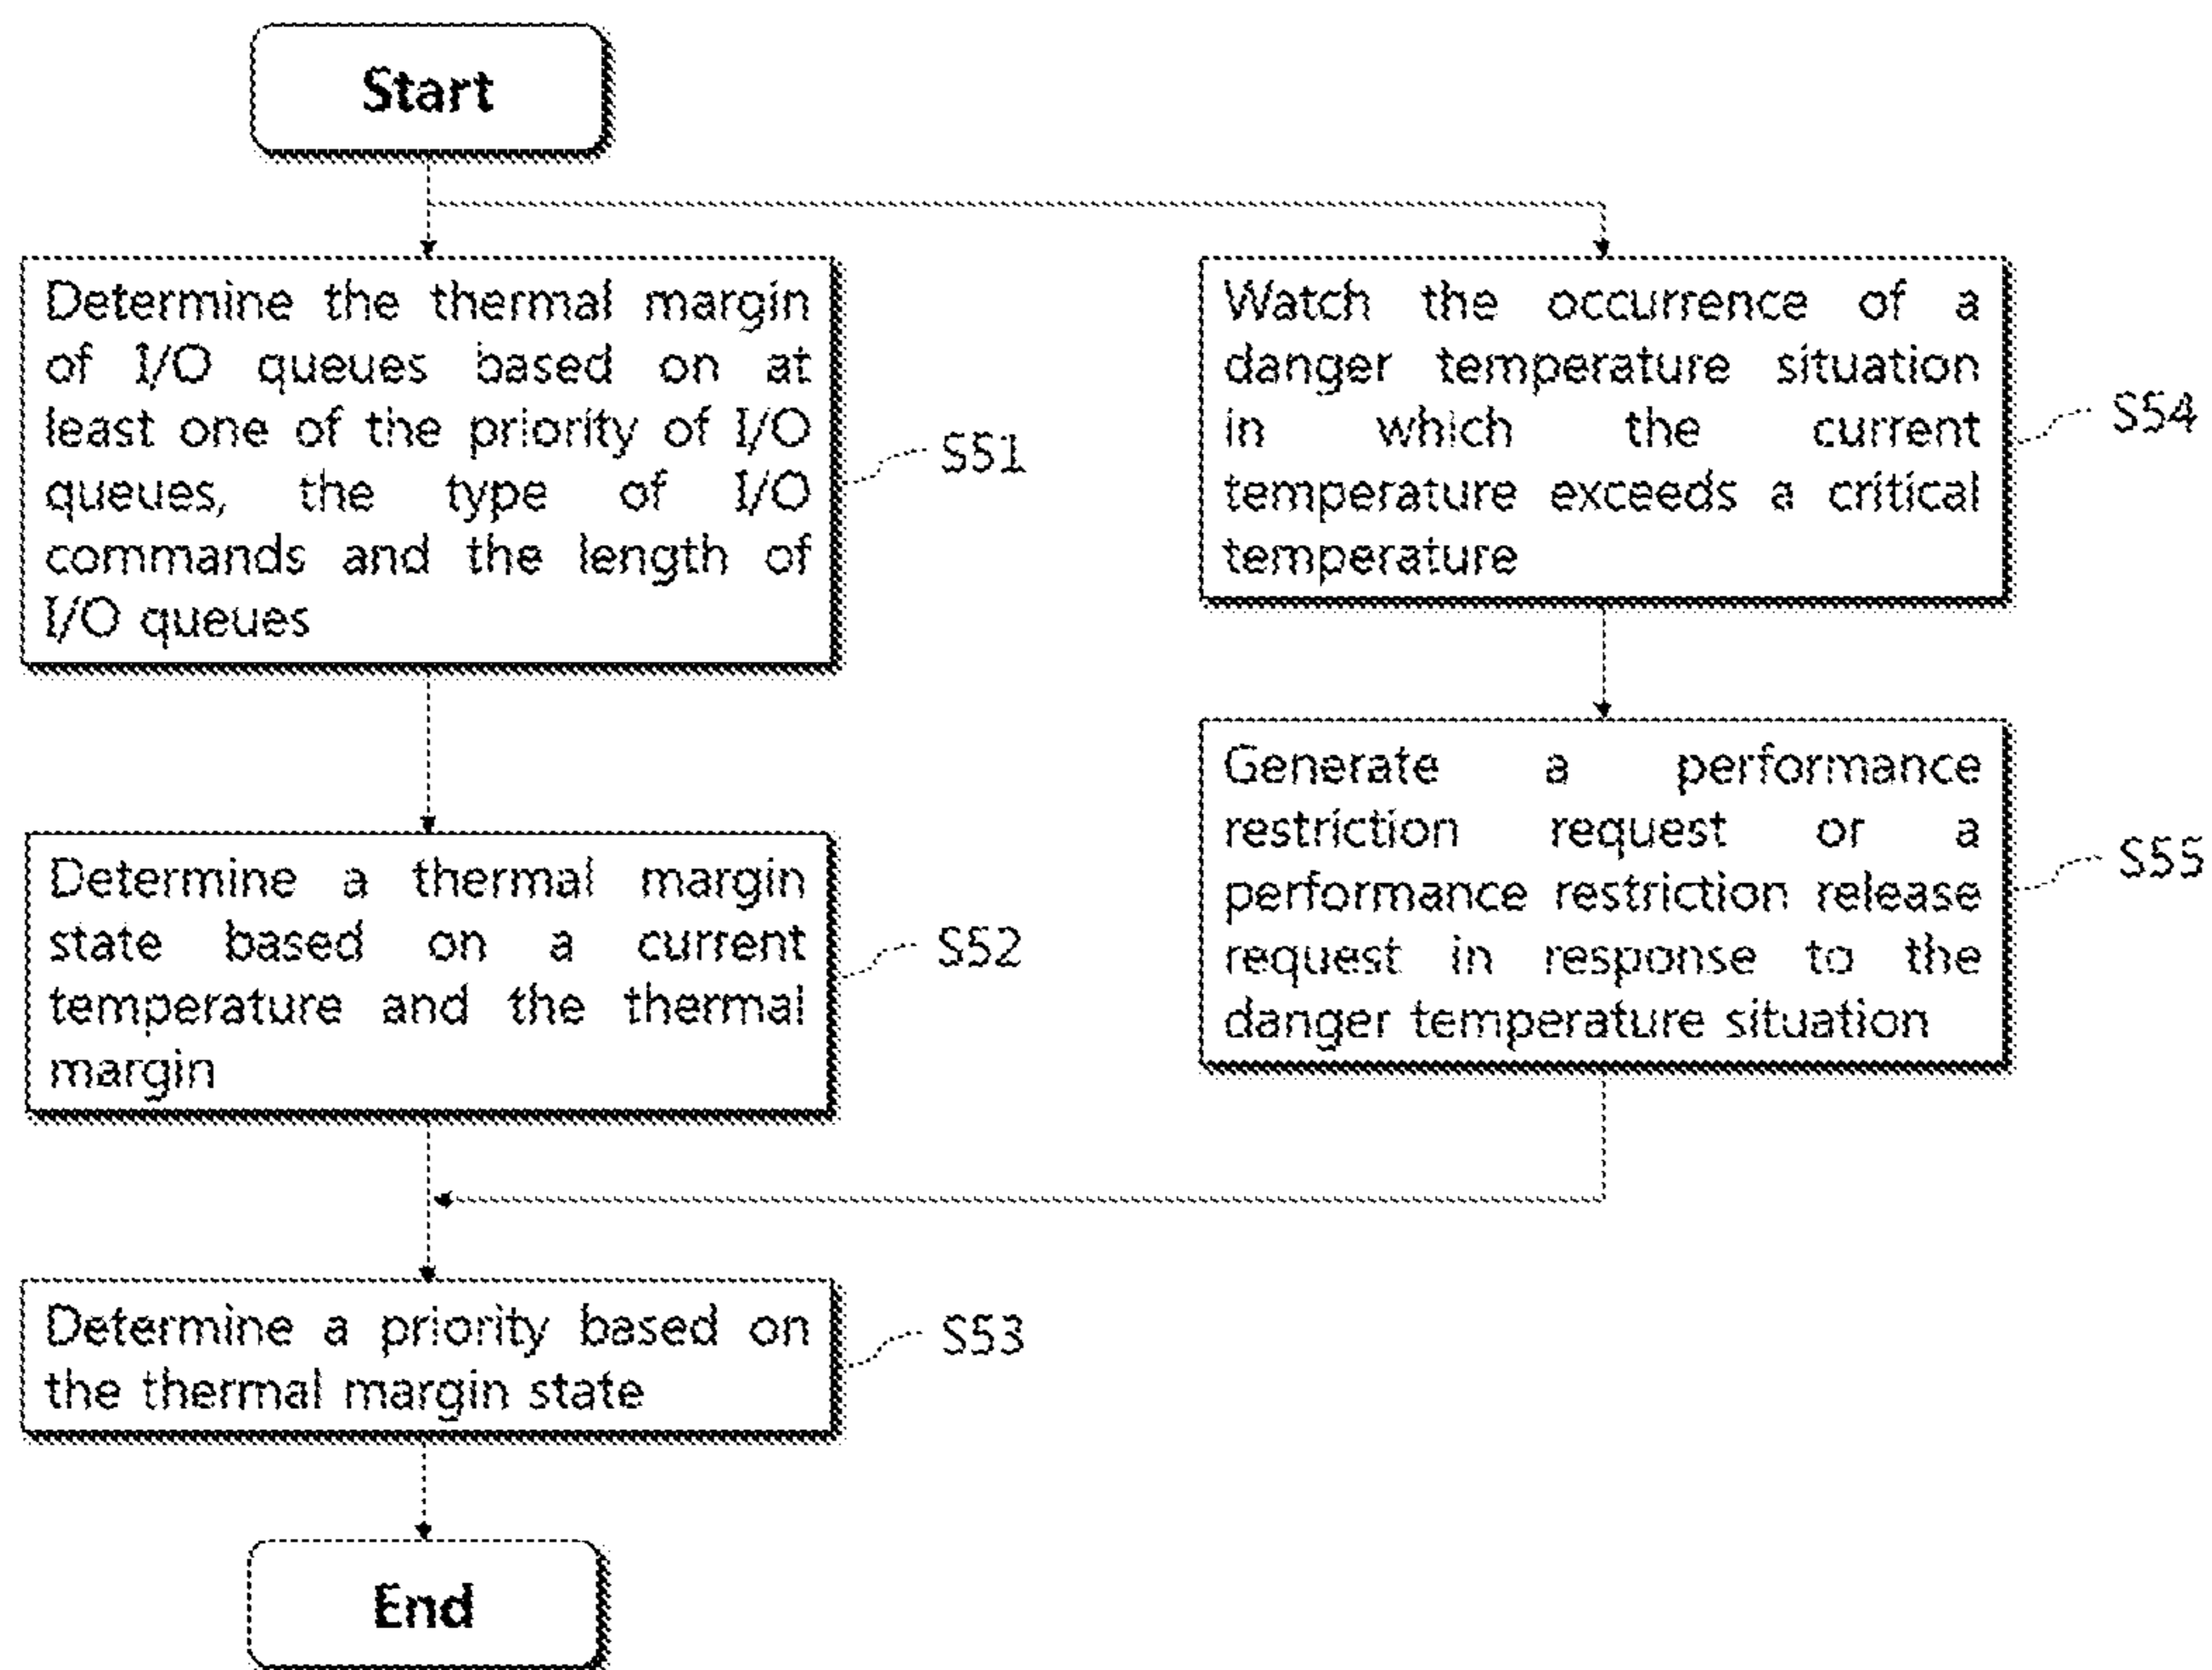 Start
Determine the thermal margin
of I/O queues based on at
least one of the priority of I/O
queues, the type of I/O
commands and the length of
I/O queues
S51
Determine a thermal margin
state based on a current
temperature and the thermal
margin
S52
Determine a priority based on
the thermal margin state
S53
End
Watch the occurrence of a
danger temperature situation
in which the current
temperature exceeds a critical
temperature
S54
Generate a performance
restriction request or a
performance restriction release
request in response to the
danger temperature situation
S55